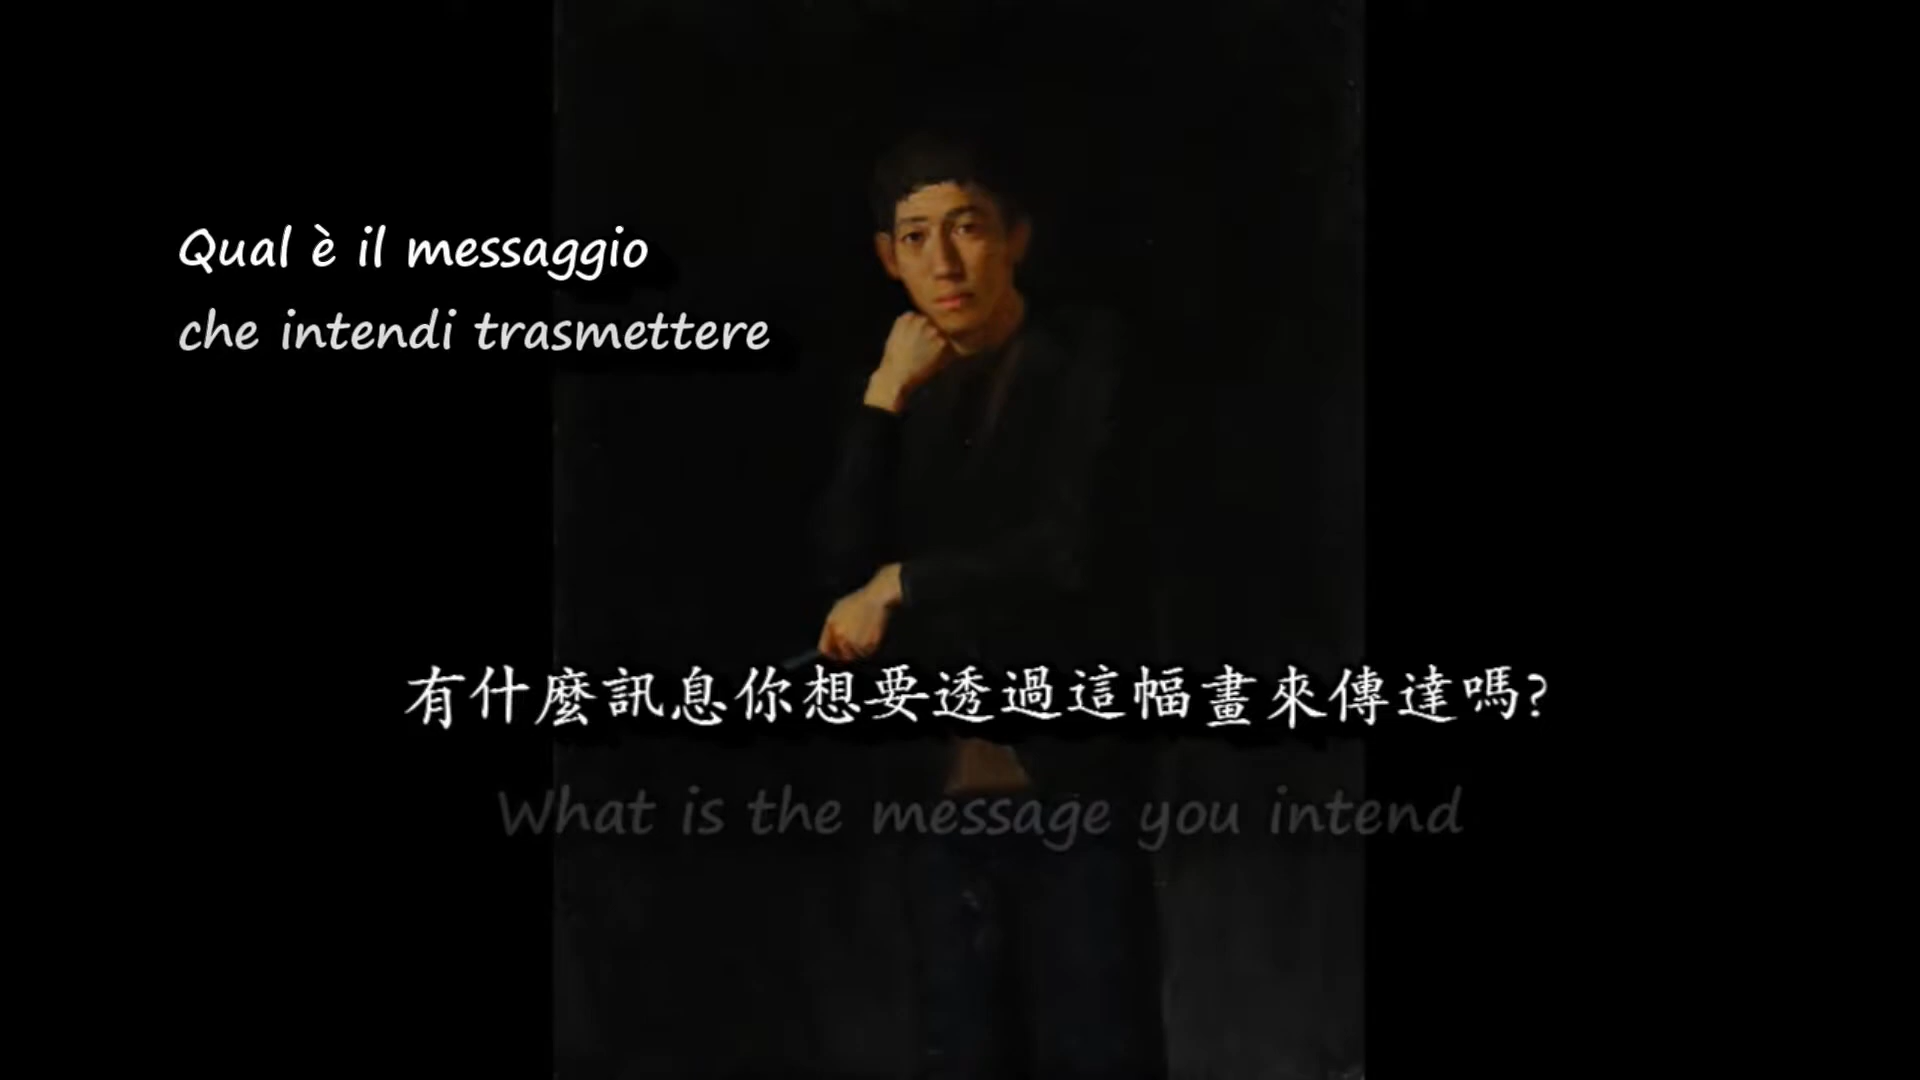 Qual è il messaggio
che intendi trasmettere
有什麼訊息你想要透過這幅畫來傳達嗎?
What is the message you intend